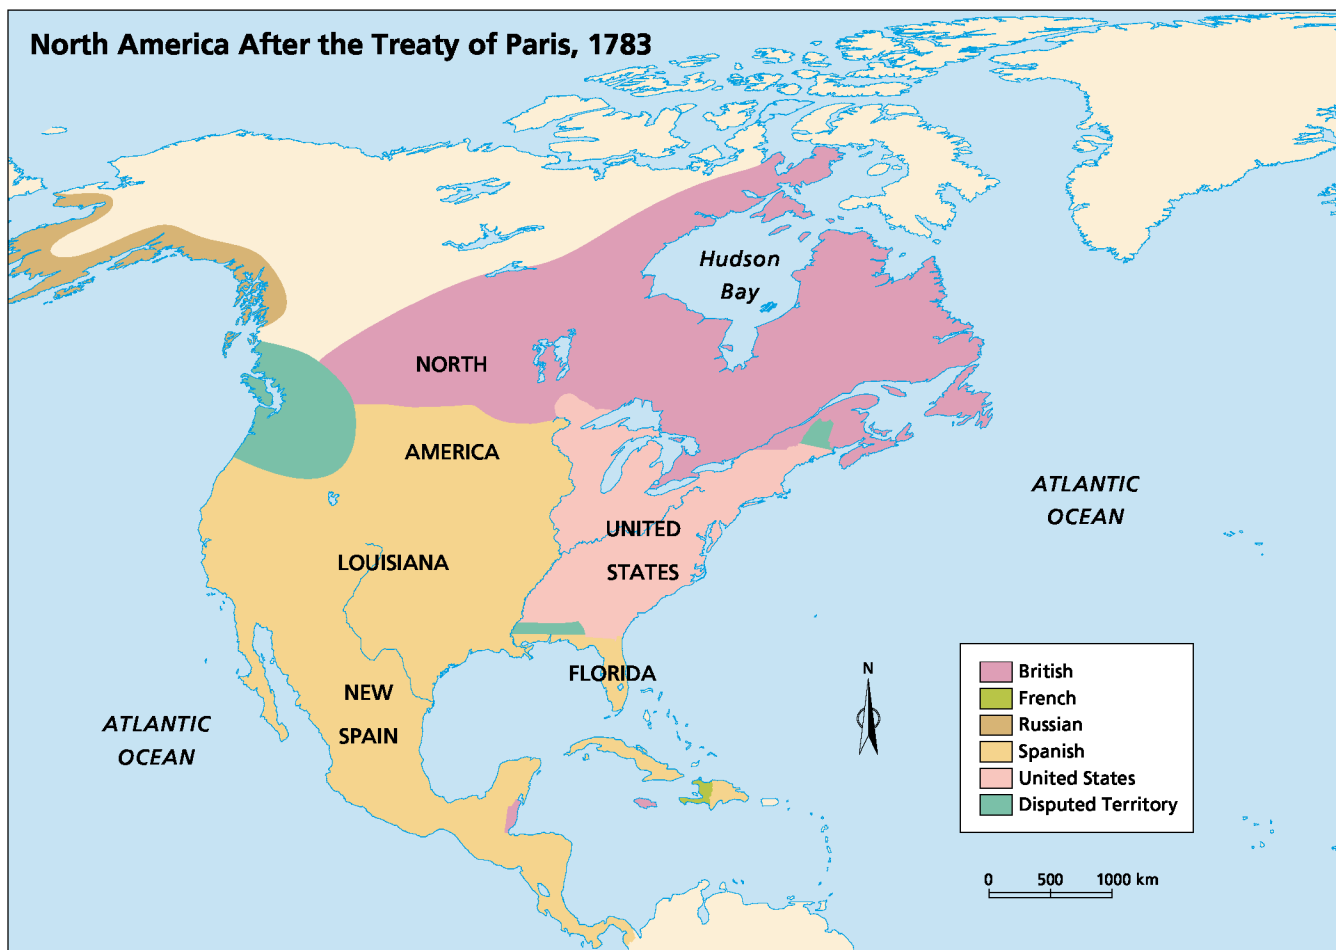 North America After the Treaty of Paris, 1783
Hudson
Bay
NORTH
AMERICA
ATLANTIC
OCEAN
UNITED
STATES
LOUISIANA
FLORIDA
NEW
SPAIN
ATLANTIC
OCEAN
N
British
French
Russian
Spanish
United States
Disputed Territory
0 500 1000 km